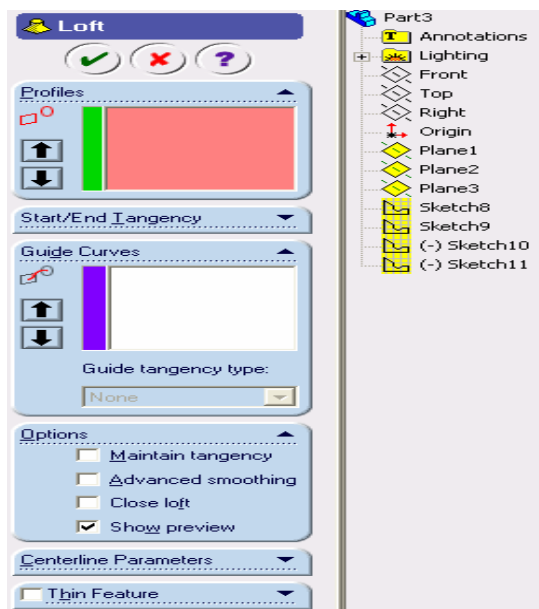 Loft
?
Profiles
Start/End Tangency
Guide Curves
Guide tangency type:
None
Options
Maintain tangency
Advanced smoothing
Close loft
Show preview
Centerline Parameters
Thin Feature
Part3
Annotations
Lighting
Front
Top
Right
Origin
Plane1
Plane2
Plane3
Sketch8
Sketch9
(-) Sketch10
(-) Sketch11